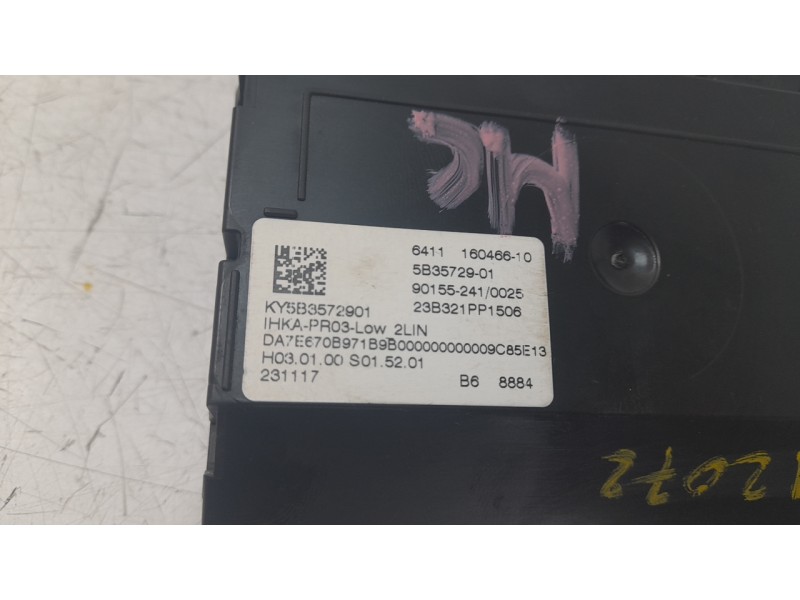 6411 160466-10
5B35729-01
90155-241/0025
KY5B3572901 23B321PP1506
IHKA-PR03-Low 2LIN
DA7E670B971B9B000000000009C85E13
H03.01.00 S01.52.01
231117 B6 8884
2072